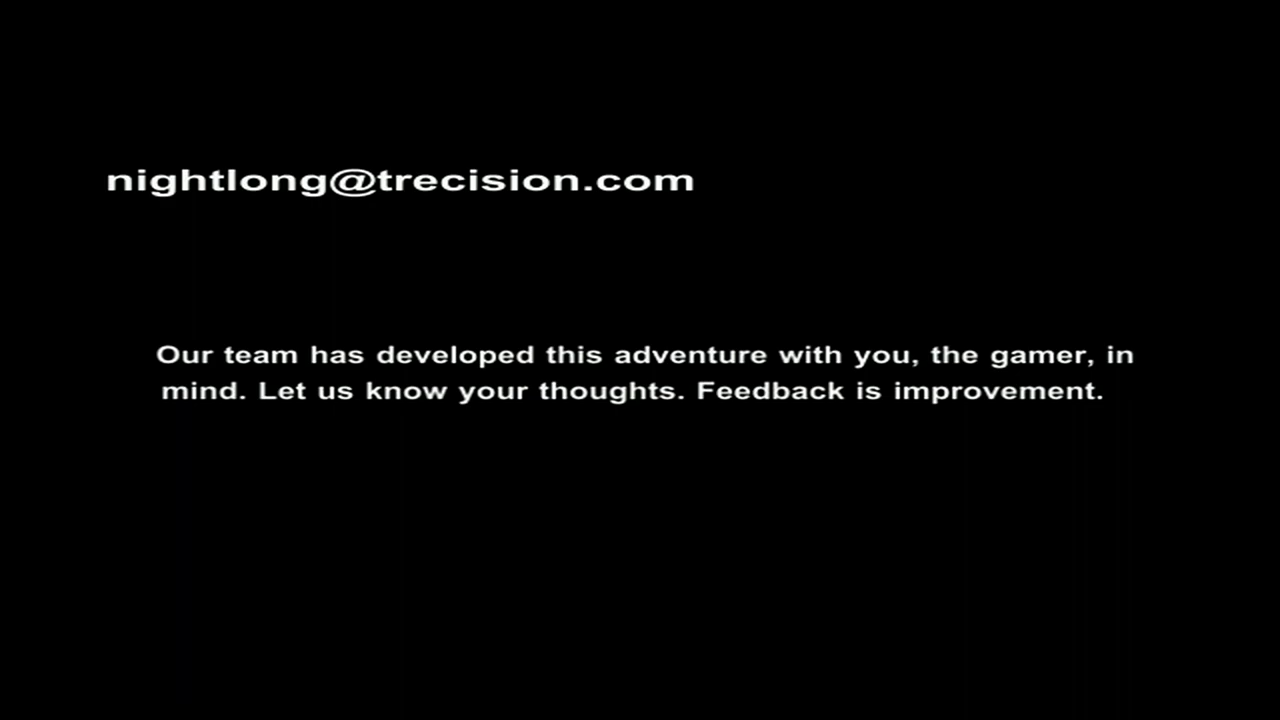 nightlong@trecision.com
Our team has developed this adventure with you, the gamer, in
mind. Let us know your thoughts. Feedback is improvement.